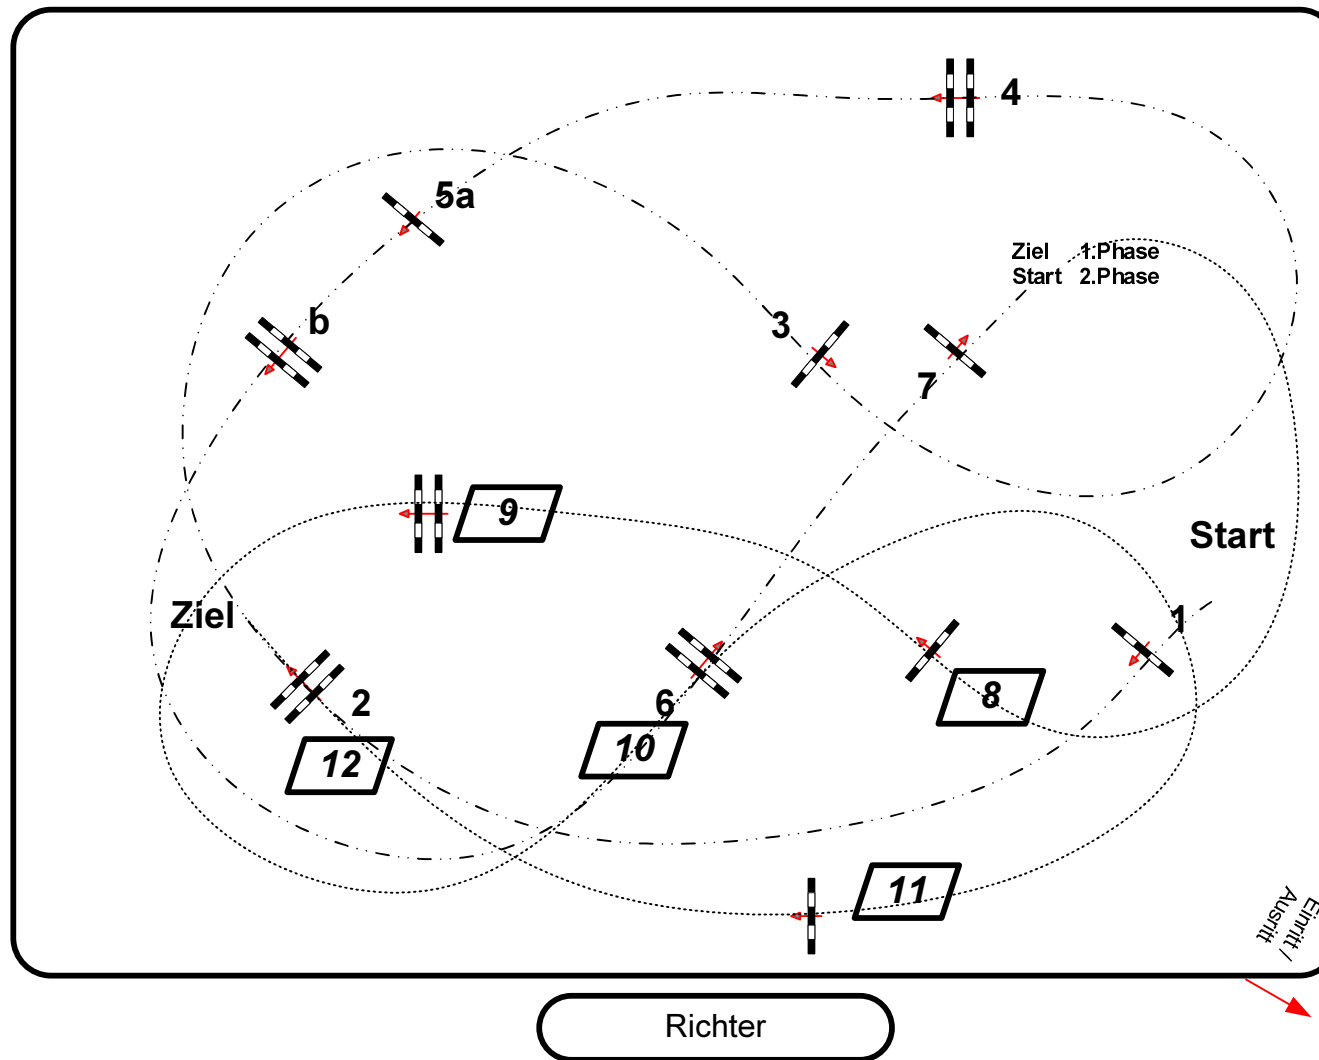 4
5a
Ziel 1.Phase
Start 2.Phase
b
3
7
9
Start
Ziel
1
2
6
8
10
12
11
Einritt /
Ausritt
Richter